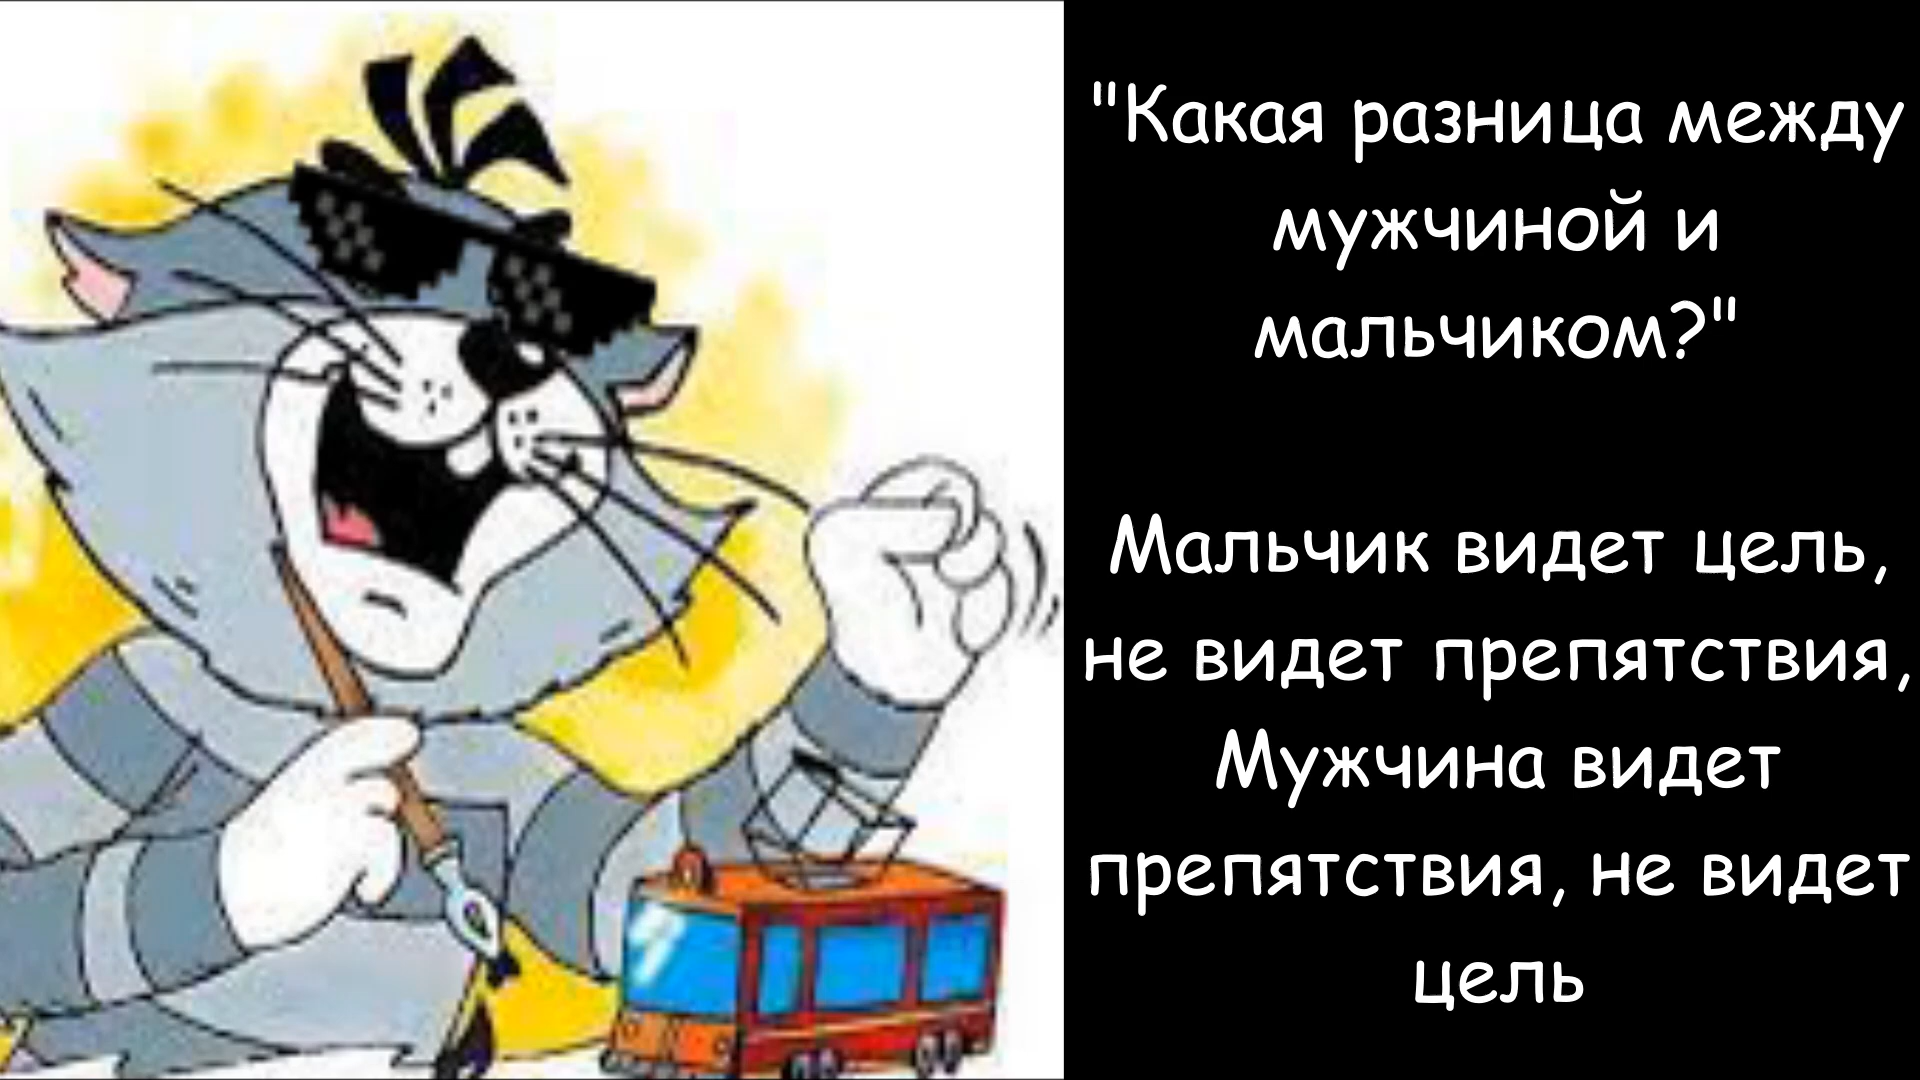 "Какая разница между
мужчиной и
мальчиком?"
Мальчик видет цель,
не видет препятствия,
Мужчина видет
препятствия, не видет
цель